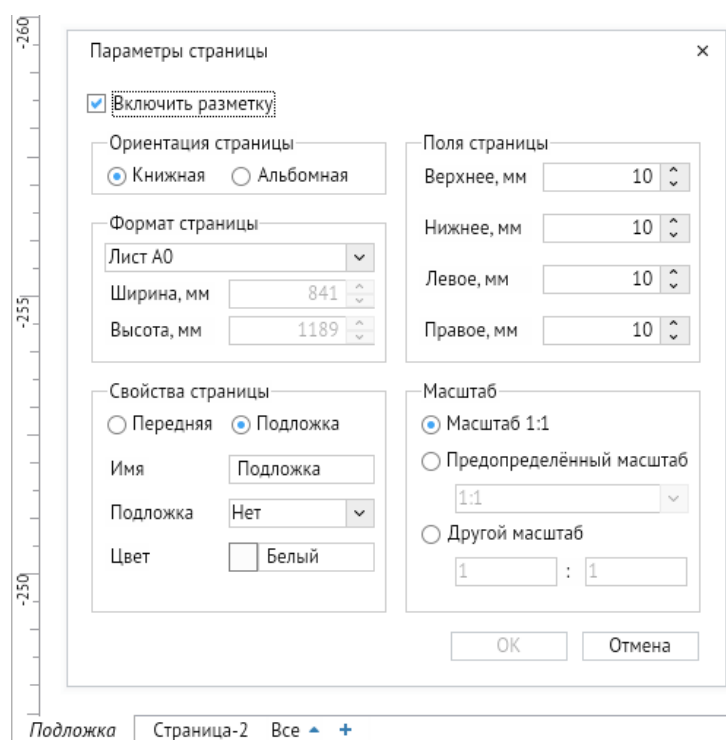 -260
-255
-250
Параметры страницы
Включить разметку
Ориентация страницы
Книжная Альбомная
Формат страницы
Лист A0
Ширина, мм 841
Высота, мм 1189
Поля страницы
Верхнее, мм 10
Нижнее, мм 10
Левое, мм 10
Правое, мм 10
Свойства страницы
Передняя Подложка
Имя Подложка
Подложка Нет
Цвет Белый
Масштаб
Масштаб 1:1
Предопределённый масштаб
1:1
Другой масштаб
1 : 1
OK Отмена
Подложка Страница-2 Все